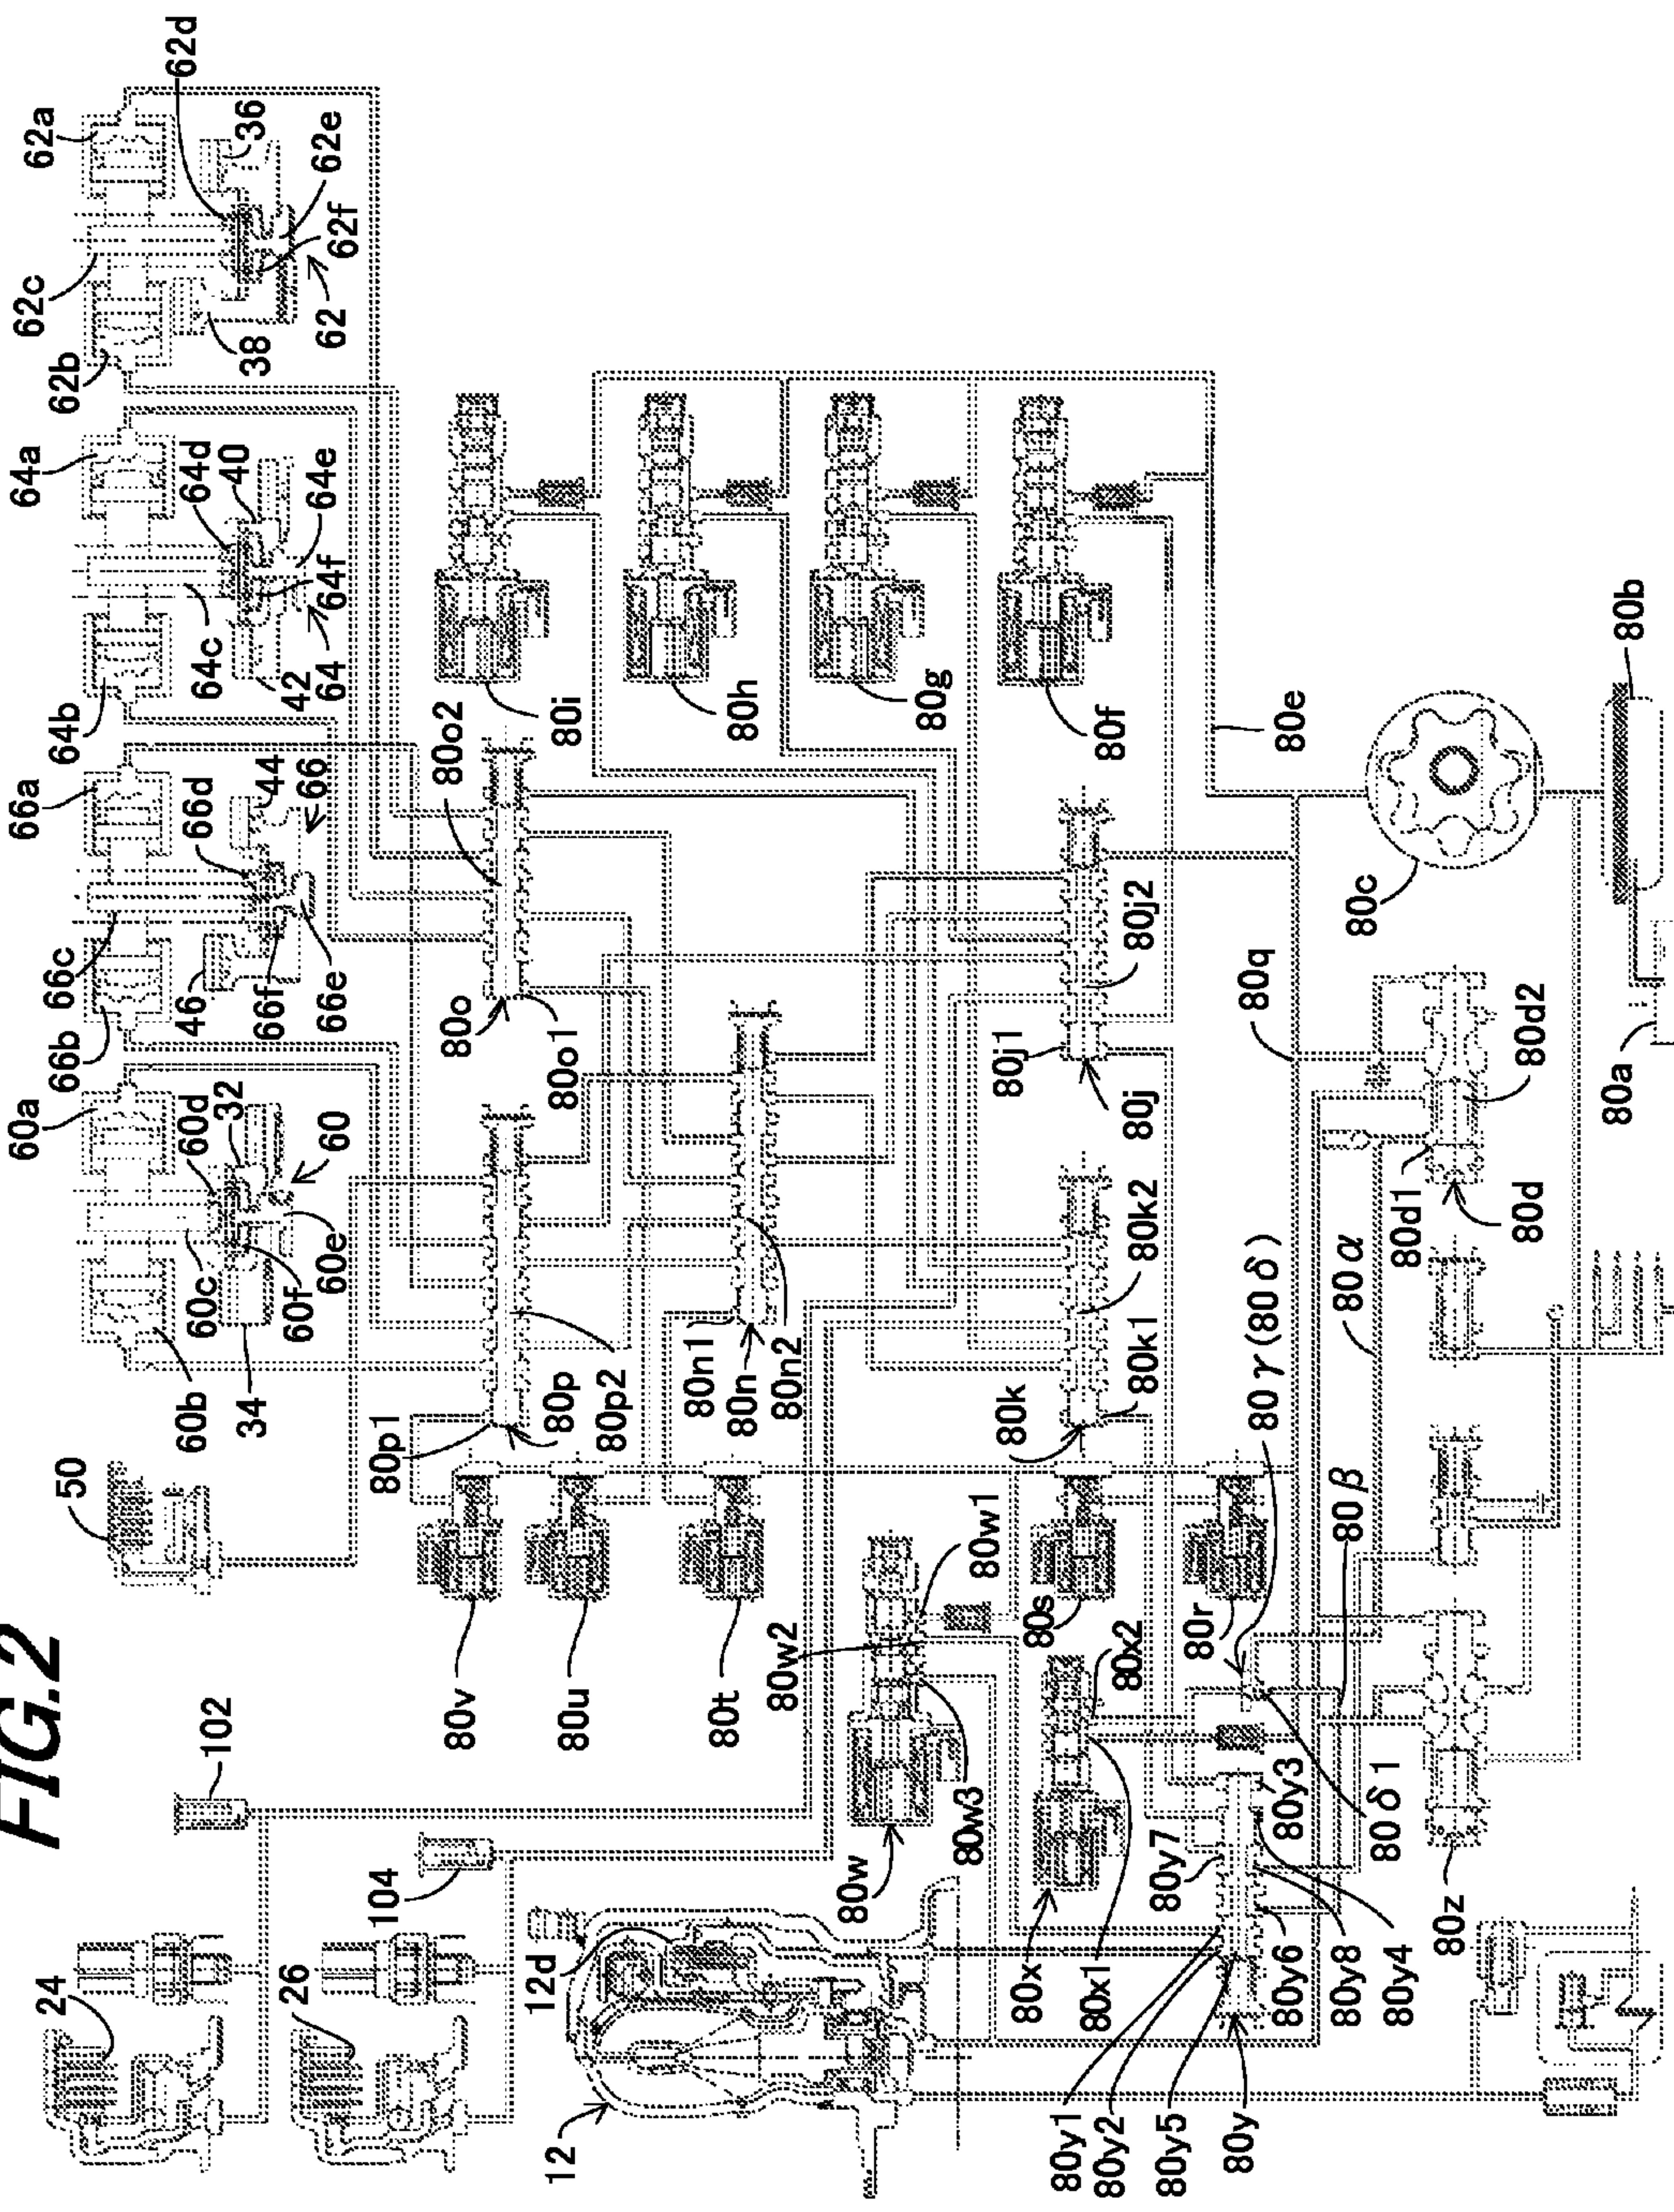 FIG.2
24
26
102
104
12d
12
50
60a
60b
60c
60d
32
60
60e
60f
34
66a
66b
66c
66d
44
66
46
66f
66e
64a
64b
64c
64d
40
64e
64f
64
42
62a
62b
62c
62d
36
62e
62f
62
38
80i
80h
80g
80f
80e
80o2
80o
80o1
80p1
80p
80p2
80n1
80n
80n2
80j1
80j
80j2
80k
80k1
80k2
80v
80u
80t
80s
80r
80w2
80w1
80w
80w3
80x
80x1
80x2
80y1
80y2
80y5
80y
80y7
80y3
80y6
80y8
80y4
80δ1
80γ(80δ)
80β
80α
80z
80q
80d1
80d
80d2
80c
80a
80b